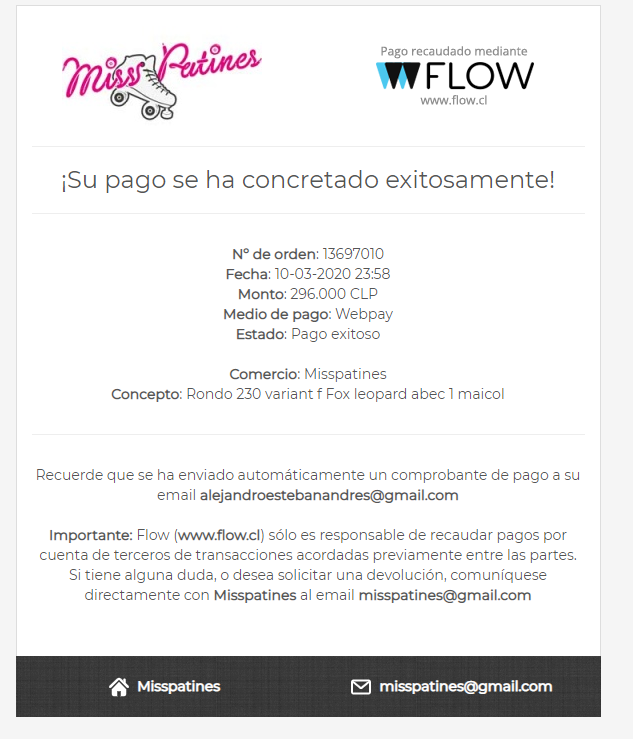 Miss Patines
Pago recaudado mediante
FLOW
www.flow.cl
¡Su pago se ha concretado exitosamente!
Nº de orden: 13697010
Fecha: 10-03-2020 23:58
Monto: 296.000 CLP
Medio de pago: Webpay
Estado: Pago exitoso
Comercio: Misspatines
Concepto: Rondo 230 variant f Fox leopard abec 1 maicol
Recuerde que se ha enviado automáticamente un comprobante de pago a su
email alejandroestebanandres@gmail.com
Importante: Flow (www.flow.cl) sólo es responsable de recaudar pagos por
cuenta de terceros de transacciones acordadas previamente entre las partes.
Si tiene alguna duda, o desea solicitar una devolución, comuníquese
directamente con Misspatines al email misspatines@gmail.com
Misspatines
misspatines@gmail.com